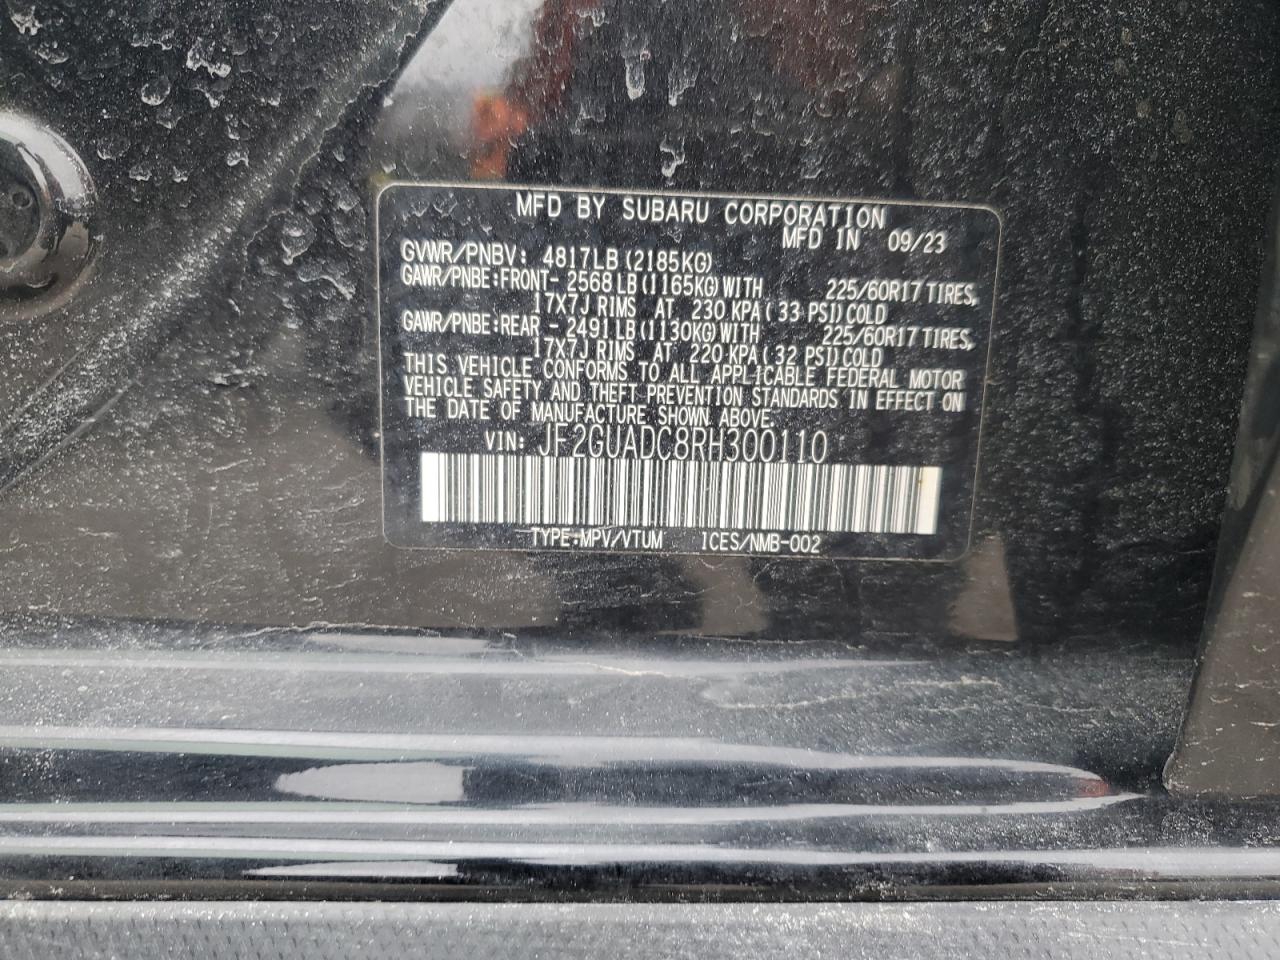 MFD BY SUBARU CORPORATION
MFD IN 09/23
GVWR/PNBV: 4817LB (2185KG)
GAWR/PNBE:FRONT- 2568LB(1165KG)WITH 225/60R17 TIRES,
17X7J RIMS AT 230 KPA(33 PSI)COLD
GAWR/PNBE:REAR - 2491LB(1130KG)WITH 225/60R17 TIRES,
17X7J RIMS AT 220 KPA(32 PSI)COLD
THIS VEHICLE CONFORMS TO ALL APPLICABLE FEDERAL MOTOR
VEHICLE SAFETY AND THEFT PREVENTION STANDARDS IN EFFECT ON
THE DATE OF MANUFACTURE SHOWN ABOVE.
VIN: JF2GUADC8RH300110
TYPE:MPV/VTUM ICES/NMB-002